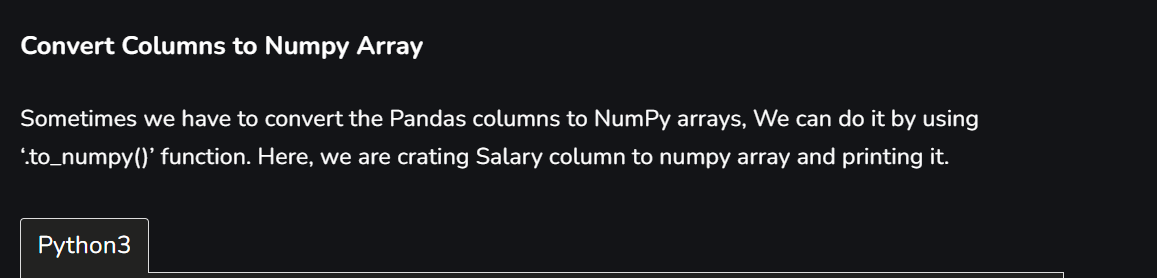 Convert Columns to Numpy Array
Sometimes we have to convert the Pandas columns to NumPy arrays, We can do it by using
‘.to_numpy()’ function. Here, we are crating Salary column to numpy array and printing it.
Python3